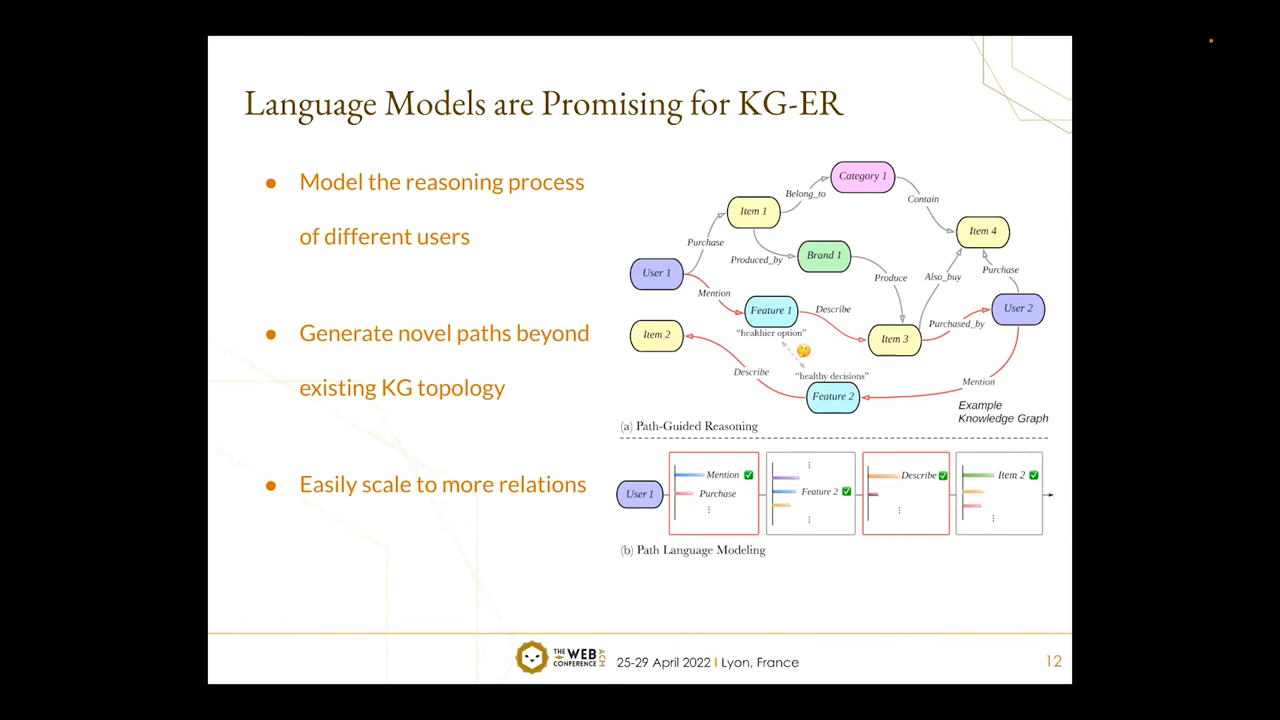 Language Models are Promising for KG-ER
● Model the reasoning process
of different users
● Generate novel paths beyond
existing KG topology
● Easily scale to more relations
Category 1
Belong_to
Contain
Item 1
Item 4
Purchase
Produced_by
Brand 1
User 1
Produce
Also_buy
Purchase
Mention
Feature 1
Describe
User 2
"healthier option"
Purchased_by
Item 2
Item 3
Describe
"healthy decisions"
Mention
Feature 2
Example
Knowledge Graph
(a) Path-Guided Reasoning
User 1
Mention
Purchase
⋮
⋮
Feature 2
⋮
Describe
⋮
Item 2
⋮
(b) Path Language Modeling
THE WEB CONFERENCE
ACM
25-29 April 2022 I Lyon, France
12